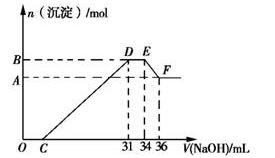 n(沉淀)/mol
D E
B
F
A
O C 31 34 36 V(NaOH)/mL